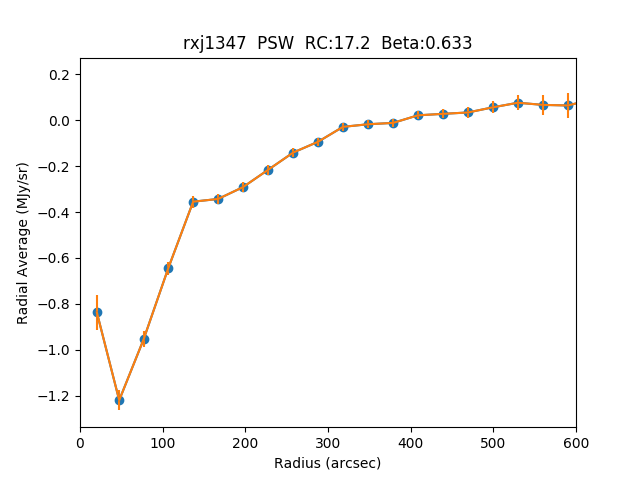 rxj1347  PSW  RC:17.2  Beta:0.633
0.2
0.0
−0.2
−0.4
−0.6
−0.8
−1.0
−1.2
Radial Average (MJy/sr)
0 100 200 300 400 500 600
Radius (arcsec)